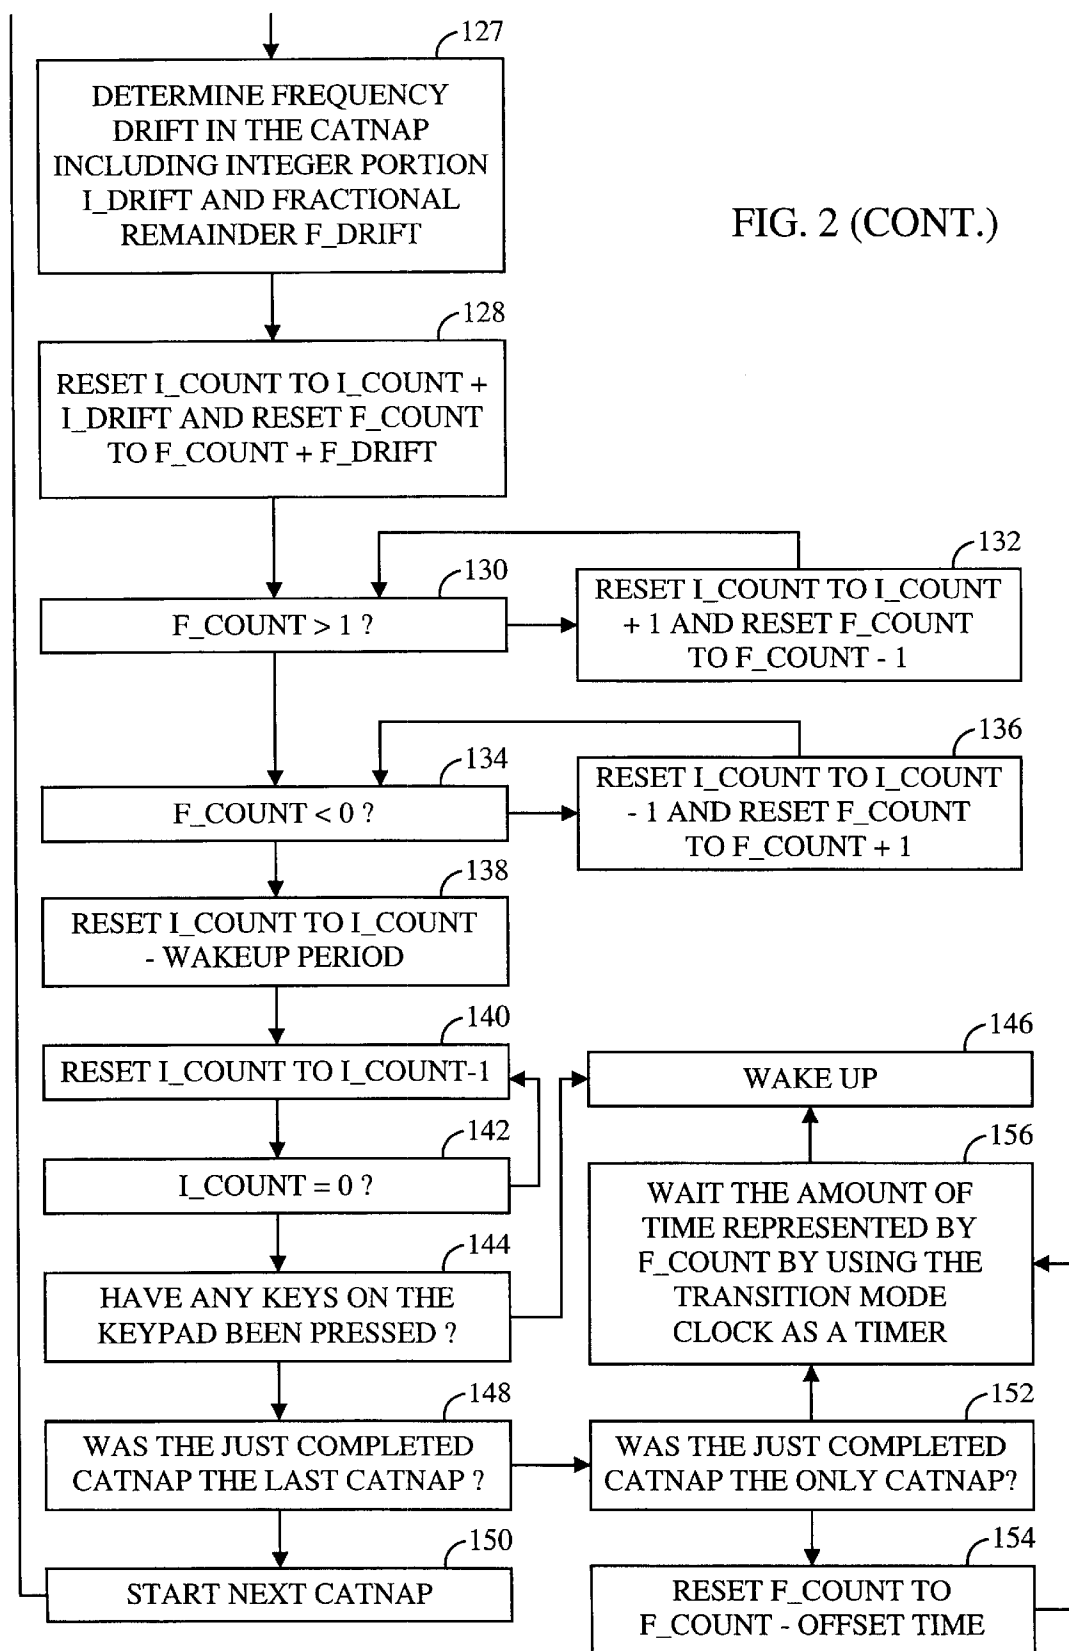 127
DETERMINE FREQUENCY
DRIFT IN THE CATNAP
INCLUDING INTEGER PORTION
I_DRIFT AND FRACTIONAL
REMAINDER F_DRIFT
FIG. 2 (CONT.)
128
RESET I_COUNT TO I_COUNT +
I_DRIFT AND RESET F_COUNT
TO F_COUNT + F_DRIFT
130
F_COUNT > 1 ?
132
RESET I_COUNT TO I_COUNT
+ 1 AND RESET F_COUNT
TO F_COUNT - 1
134
F_COUNT < 0 ?
136
RESET I_COUNT TO I_COUNT
- 1 AND RESET F_COUNT
TO F_COUNT + 1
138
RESET I_COUNT TO I_COUNT
- WAKEUP PERIOD
140
RESET I_COUNT TO I_COUNT-1
142
I_COUNT = 0 ?
144
HAVE ANY KEYS ON THE
KEYPAD BEEN PRESSED ?
146
WAKE UP
156
WAIT THE AMOUNT OF
TIME REPRESENTED BY
F_COUNT BY USING THE
TRANSITION MODE
CLOCK AS A TIMER
148
WAS THE JUST COMPLETED
CATNAP THE LAST CATNAP ?
152
WAS THE JUST COMPLETED
CATNAP THE ONLY CATNAP?
150
START NEXT CATNAP
154
RESET F_COUNT TO
F_COUNT - OFFSET TIME